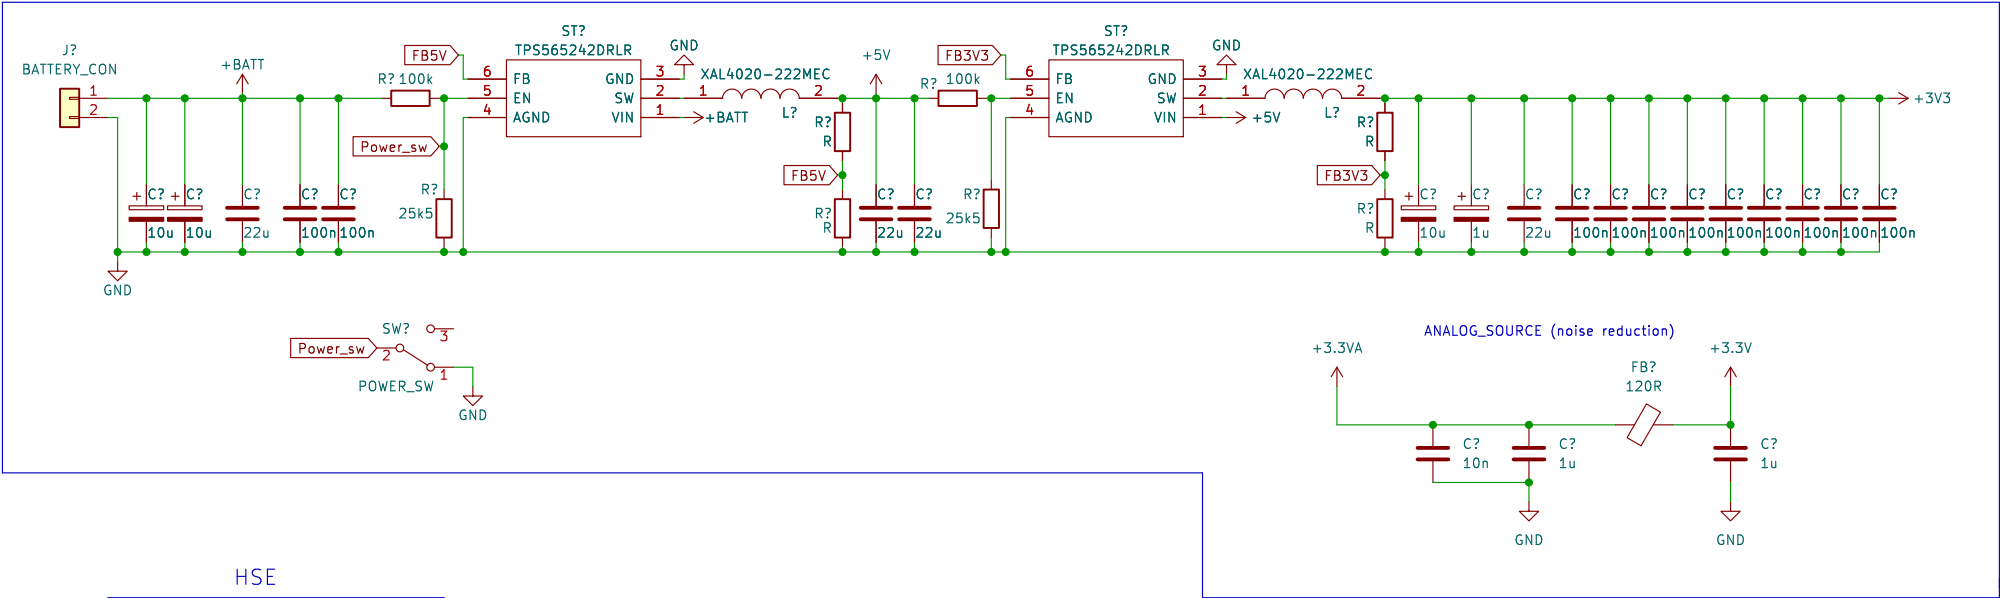 J?
BATTERY_CON
1
2
+BATT
R? 100k
FB5V
ST?
TPS565242DRLR
6 FB
5 EN
4 AGND
GND 3
SW 2
VIN 1
GND
XAL4020-222MEC
1 2
L?
+BATT
Power_sw
+5V
R? 100k
FB3V3
ST?
TPS565242DRLR
6 FB
5 EN
4 AGND
GND 3
SW 2
VIN 1
GND
XAL4020-222MEC
1 2
L?
+5V
+3V3
R?
R
FB5V
R?
R
R?
R
FB3V3
R?
R
+ C?
10u
+ C?
10u
C?
22u
C?
100n
C?
100n
R?
25k5
C?
22u
C?
22u
R?
25k5
+ C?
10u
+ C?
1u
C?
22u
C?
100n
C?
100n
C?
100n
C?
100n
C?
100n
C?
100n
C?
100n
C?
100n
C?
100n
GND
SW?
3
Power_sw
2
1
POWER_SW
GND
ANALOG_SOURCE (noise reduction)
+3.3VA
+3.3V
FB?
120R
C?
10n
C?
1u
C?
1u
GND
GND
HSE